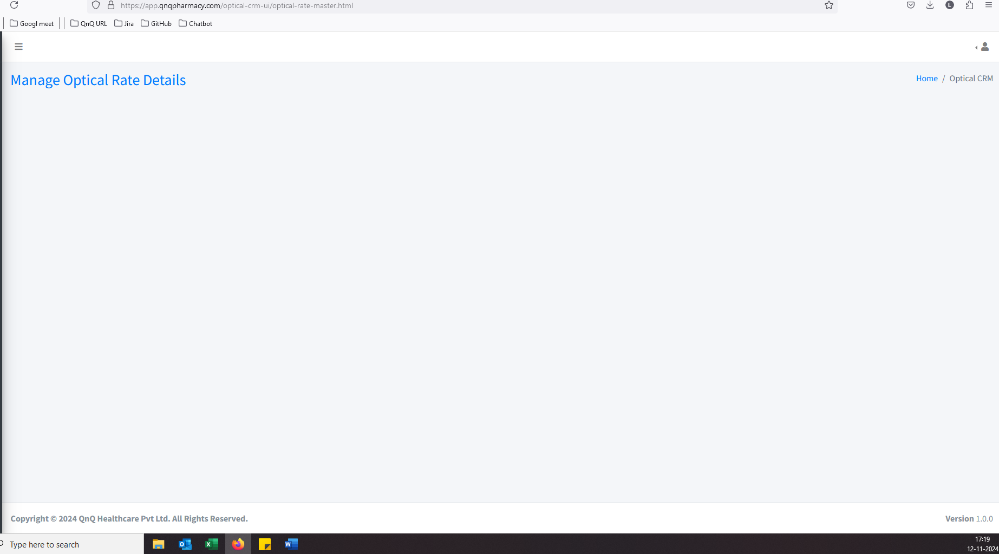 https://app.qnqpharmacy.com/optical-crm-ui/optical-rate-master.html
L
Googl meet
QnQ URL
Jira
GitHub
Chatbot
Manage Optical Rate Details
Home / Optical CRM
Copyright © 2024 QnQ Healthcare Pvt Ltd. All Rights Reserved.
Version 1.0.0
Type here to search
17:19
12-11-2024